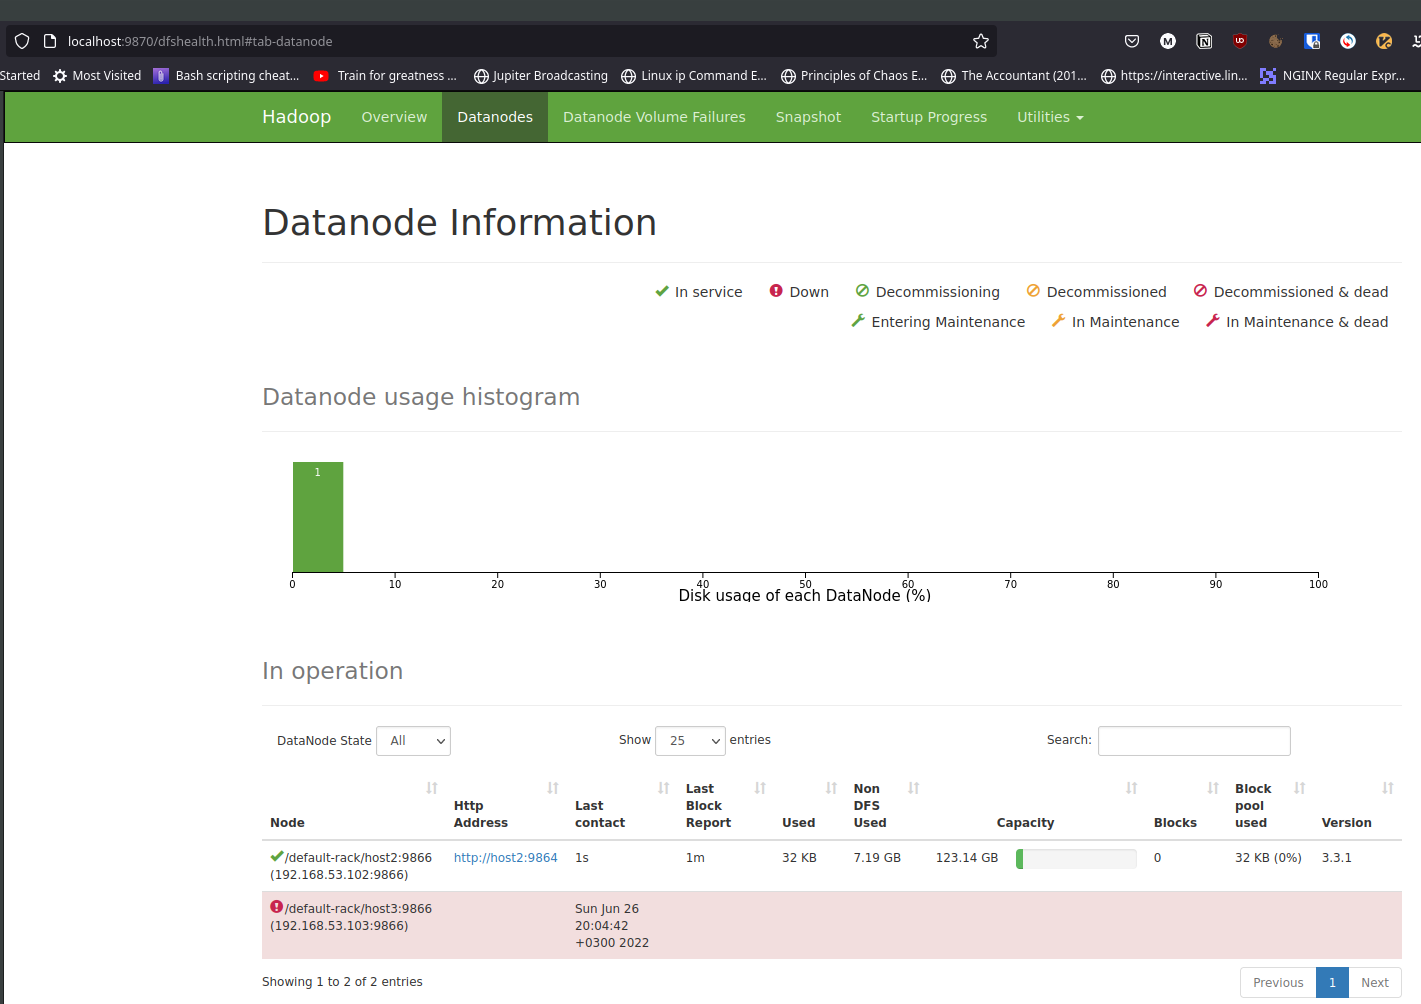 localhost:9870/dfshealth.html#tab-datanode
Started Most Visited Bash scripting cheat... Train for greatness ... Jupiter Broadcasting Linux ip Command E... Principles of Chaos E... The Accountant (201... https://interactive.lin... NGINX Regular Expr...
Hadoop Overview Datanodes Datanode Volume Failures Snapshot Startup Progress Utilities
Datanode Information
In service Down Decommissioning Decommissioned Decommissioned & dead
Entering Maintenance In Maintenance In Maintenance & dead
Datanode usage histogram
1
0 10 20 30 40 50 60 70 80 90 100
Disk usage of each DataNode (%)
In operation
DataNode State All Show 25 entries Search:
Node Http Address Last contact Last Block Report Used Non DFS Used Capacity Blocks Block pool used Version
/default-rack/host2:9866 http://host2:9864 1s 1m 32 KB 7.19 GB 123.14 GB 0 32 KB (0%) 3.3.1
(192.168.53.102:9866)
/default-rack/host3:9866 Sun Jun 26
(192.168.53.103:9866) 20:04:42
+0300 2022
Showing 1 to 2 of 2 entries Previous 1 Next